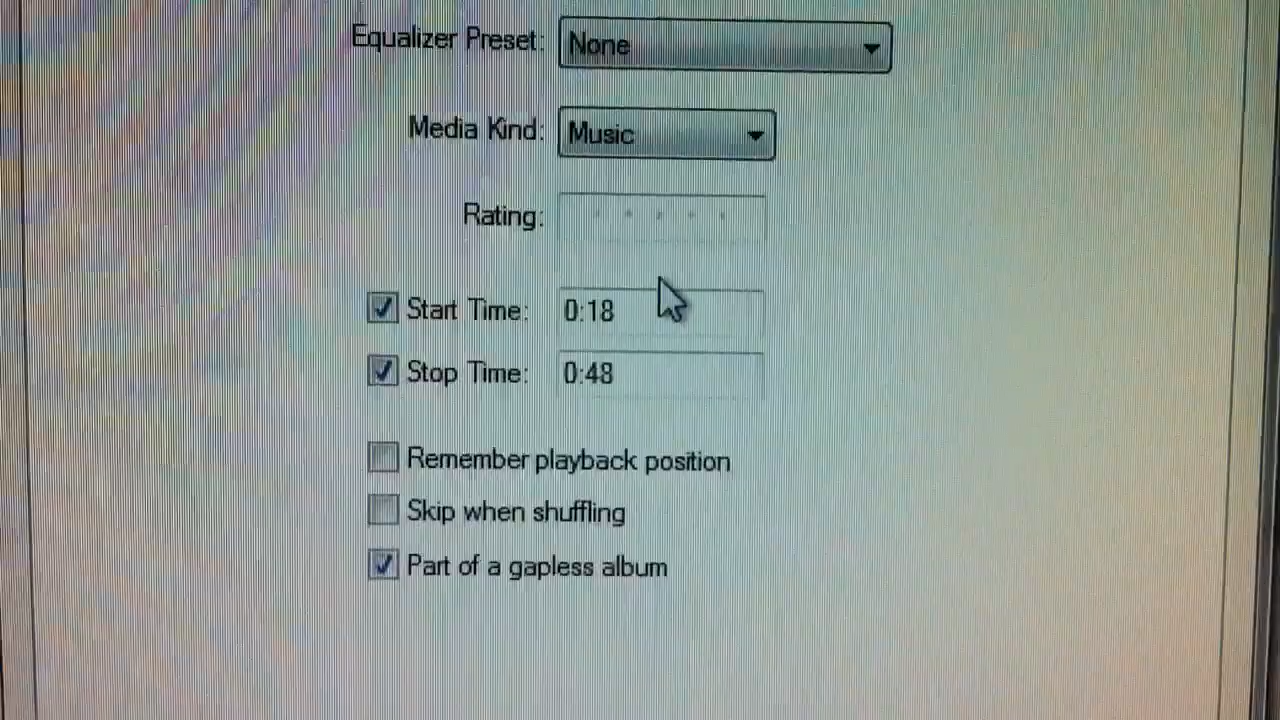 Equalizer Preset: None
Media Kind: Music
Rating:
Start Time: 0:18
Stop Time: 0:48
Remember playback position
Skip when shuffling
Part of a gapless album